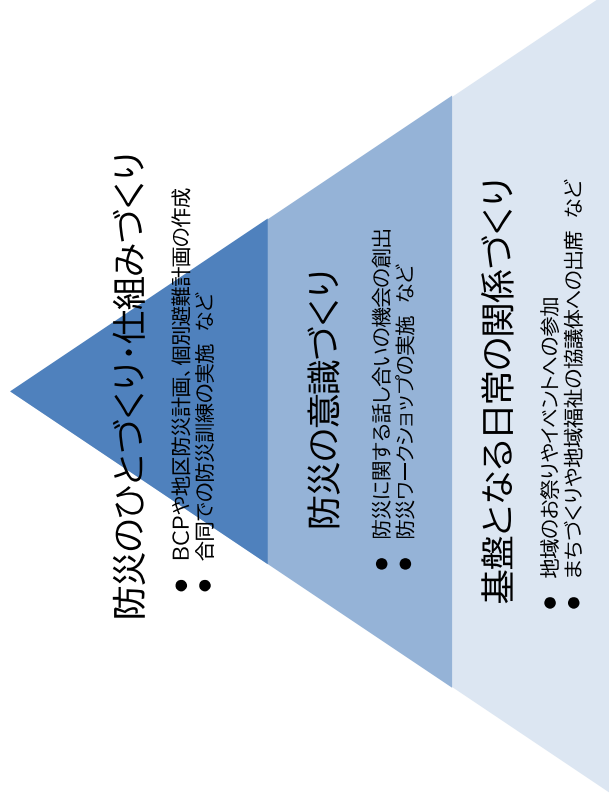 防災のひとづくり・仕組みづくり
● BCPや地区防災計画、個別避難計画の作成
● 合同での防災訓練の実施　など
防災の意識づくり
● 防災に関する話し合いの機会の創出
● 防災ワークショップの実施　など
基盤となる日常の関係づくり
● 地域のお祭りやイベントへの参加
● まちづくりや地域福祉の協議体への出席　など